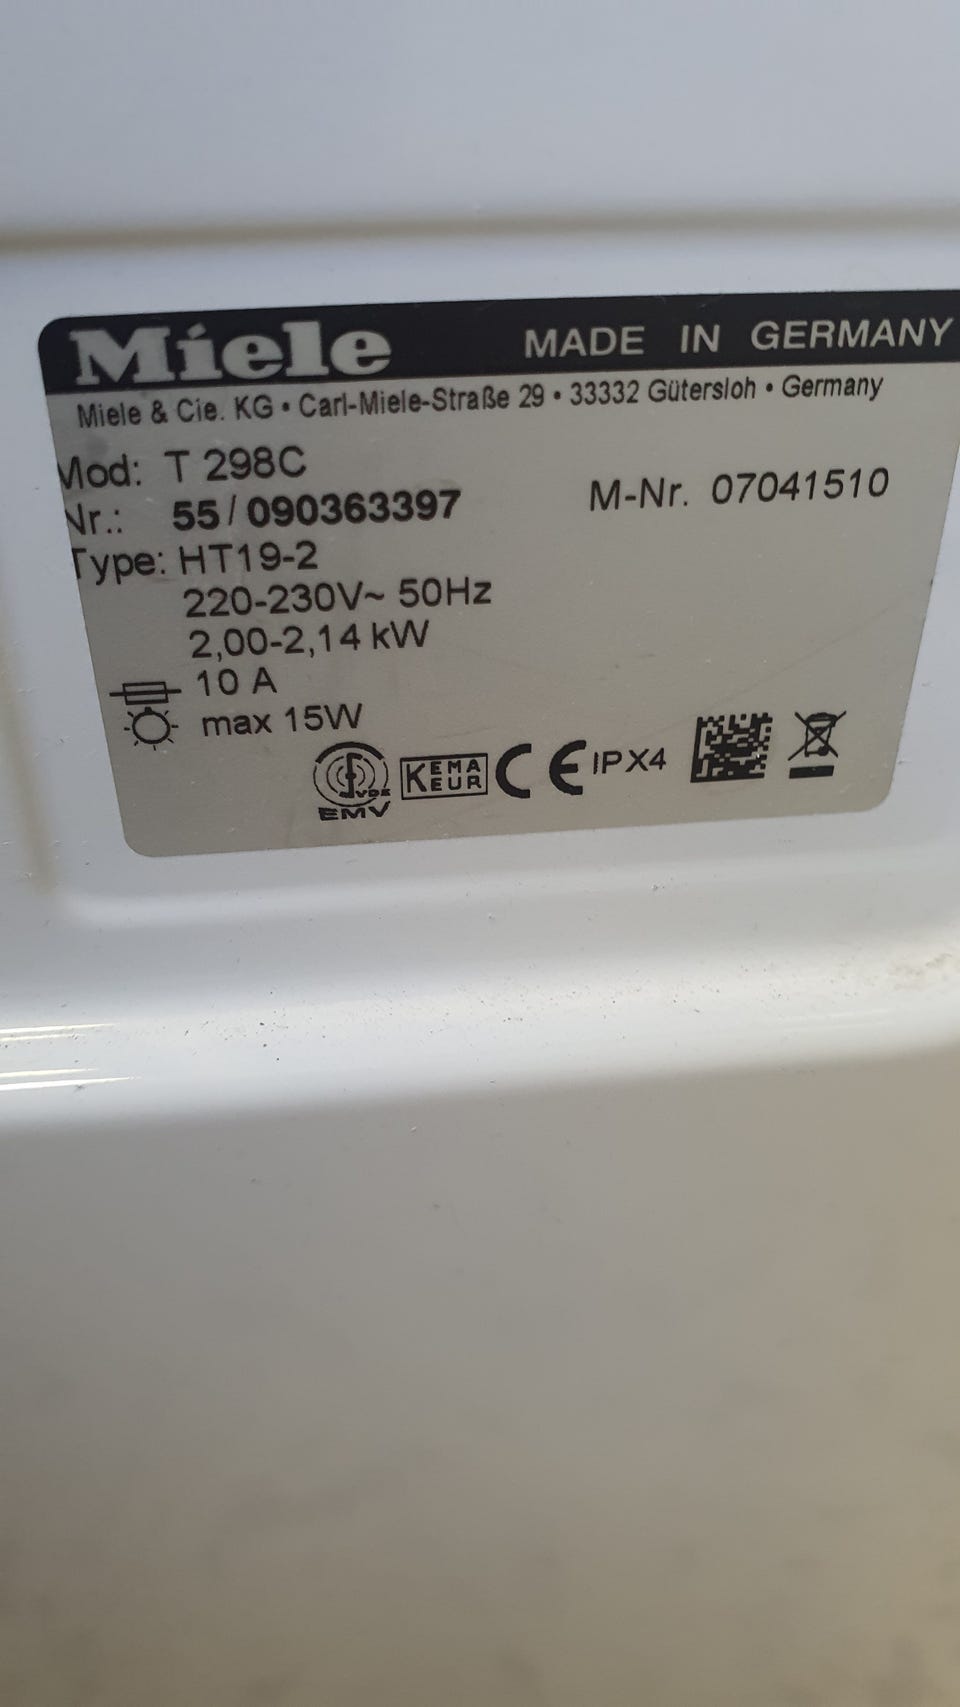 Miele MADE IN GERMANY
Miele & Cie. KG • Carl-Miele-Straße 29 • 33332 Gütersloh • Germany
Mod: T 298C
Nr.: 55/090363397 M-Nr. 07041510
Type: HT19-2
220-230V~ 50Hz
2,00-2,14 kW
10 A
max 15W
VDE
EMV
KEMA
KEUR
CE IPX4